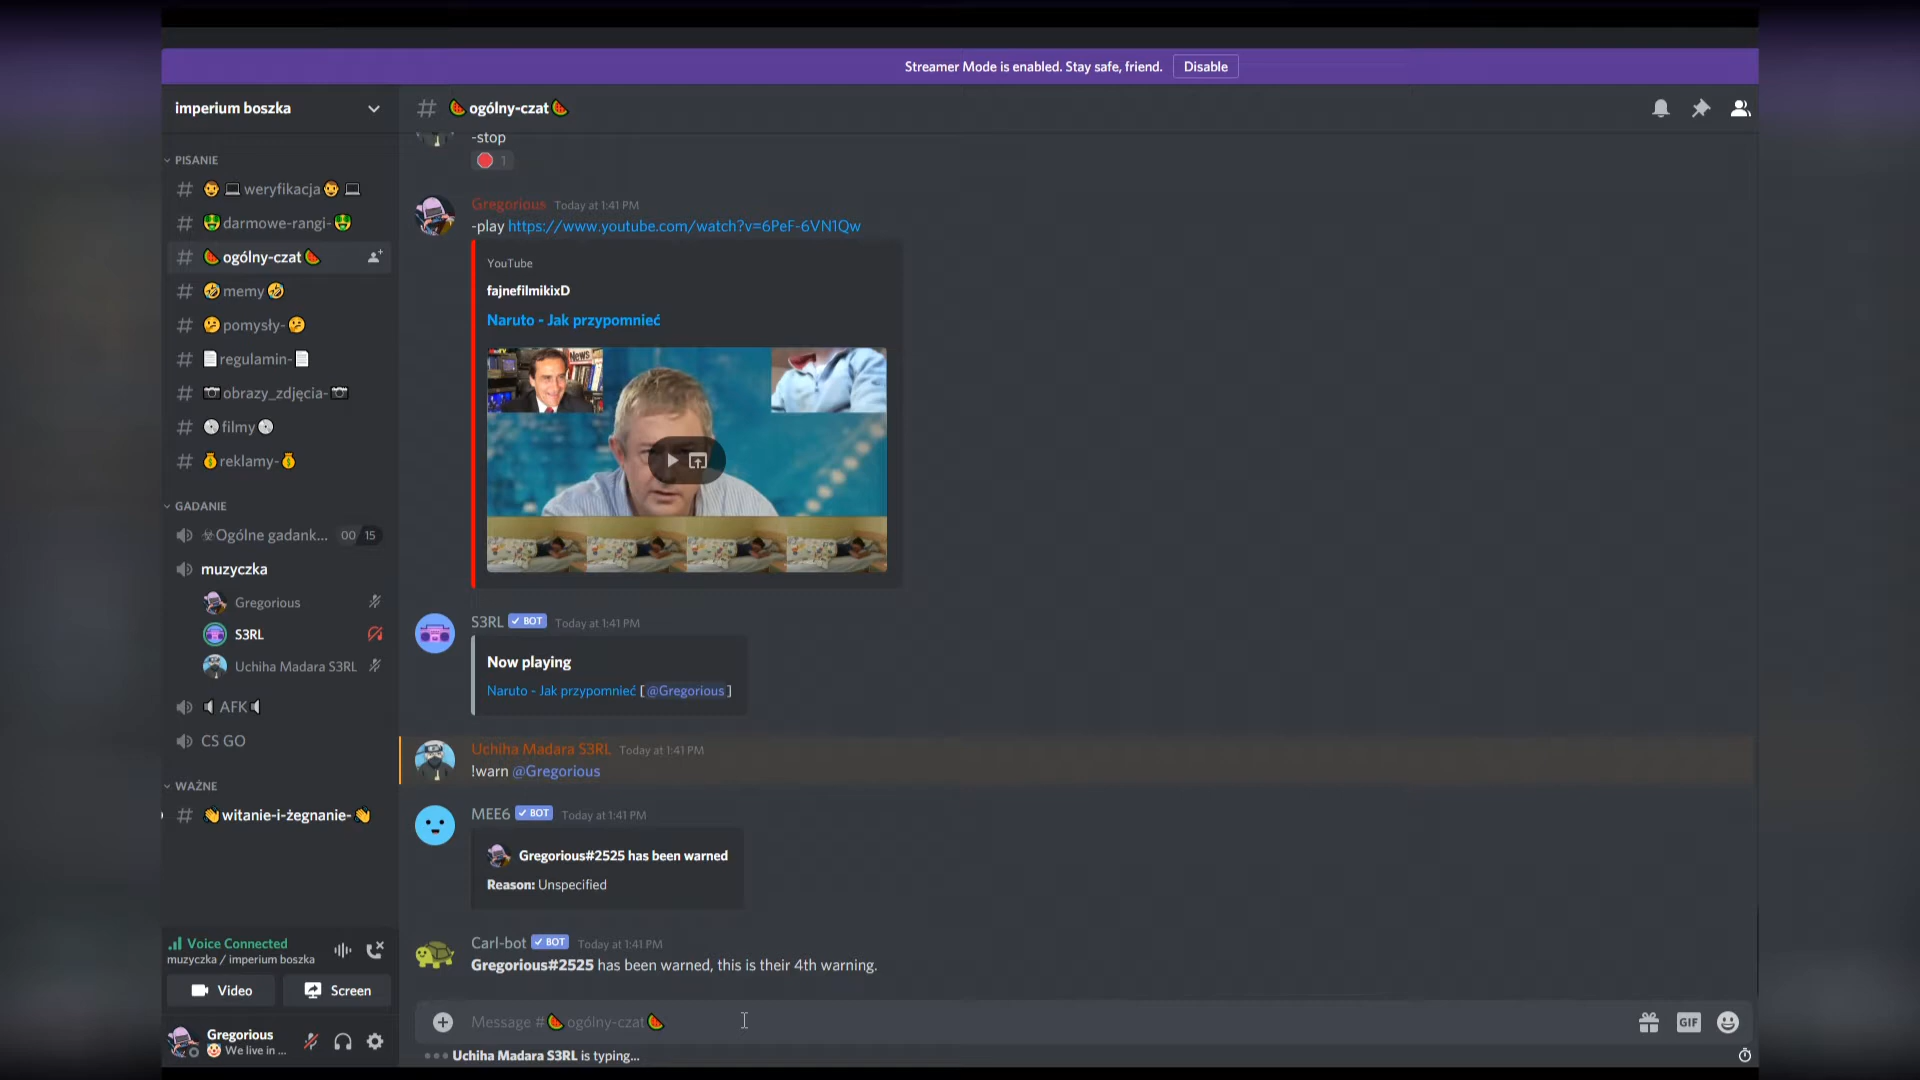 Streamer Mode is enabled. Stay safe, friend. Disable
imperium boszka
ogólny-czat
PISANIE
weryfikacja
darmowe-rangi-
ogólny-czat
memy
pomysły-
regulamin-
obrazy_zdjęcia-
filmy
reklamy-
GADANIE
Ogólne gadank... 00 15
muzyczka
Gregorious
S3RL
Uchiha Madara S3RL
AFK
CS GO
WAŻNE
witanie-i-żegnanie-
Voice Connected
muzyczka / imperium boszka
Video Screen
Gregorious
We live in ...
-stop
1
Gregorious Today at 1:41 PM
-play https://www.youtube.com/watch?v=6PeF-6VN1Qw
YouTube
fajnefilmikixD
Naruto - Jak przypomnieć
News
S3RL BOT Today at 1:41 PM
Now playing
Naruto - Jak przypomnieć [ @Gregorious ]
Uchiha Madara S3RL Today at 1:41 PM
!warn @Gregorious
MEE6 BOT Today at 1:41 PM
Gregorious#2525 has been warned
Reason: Unspecified
Carl-bot BOT Today at 1:41 PM
Gregorious#2525 has been warned, this is their 4th warning.
Message # ogólny-czat
GIF
Uchiha Madara S3RL is typing...